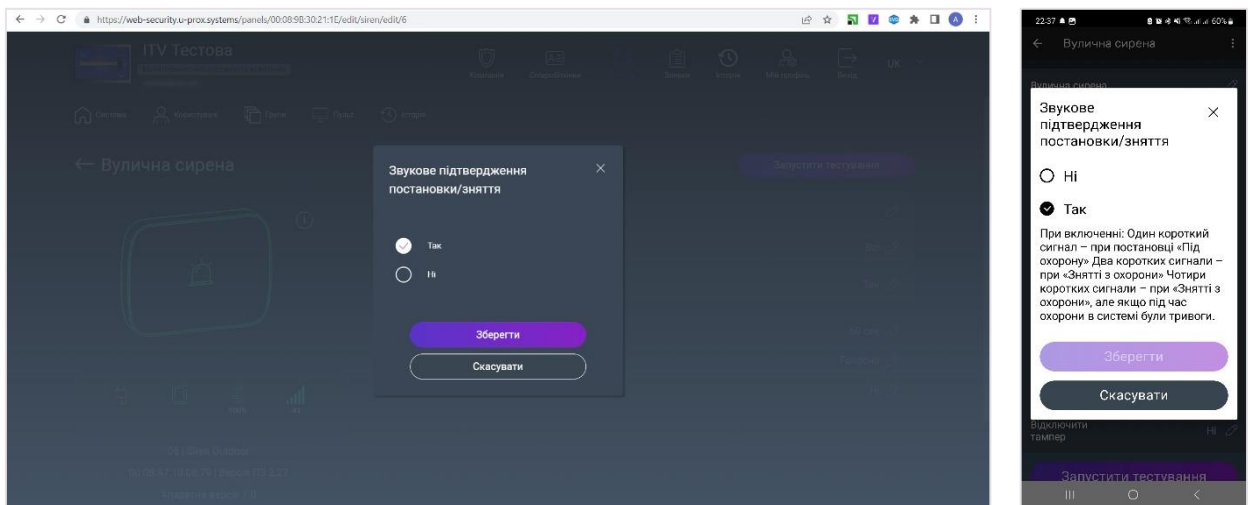 https://web-security.u-prox.systems/panels/00:08:9B:30:21:1E/edit/siren/edit/6
ITV Тестова
Компанія
Співробітники
Заявки
Історія
Мій профіль
Вихід
UK
Система
Користувачі
Групи
Пульт
Історія
← Вулична сирена
Запустити тестування
Звукове підтвердження
постановки/зняття
Так
Ні
Зберегти
Скасувати
22:37
60%
Вулична сирена
Вулична сирена
Звукове
підтвердження
постановки/зняття
Ні
Так
При включенні: Один короткий
сигнал – при постановці «Під
охорону» Два коротких сигнали –
при «Знятті з охорони» Чотири
коротких сигнали – при «Знятті з
охорони», але якщо під час
охорони в системі були тривоги.
Зберегти
Скасувати
Відключити
тампер
Ні
Запустити тестування